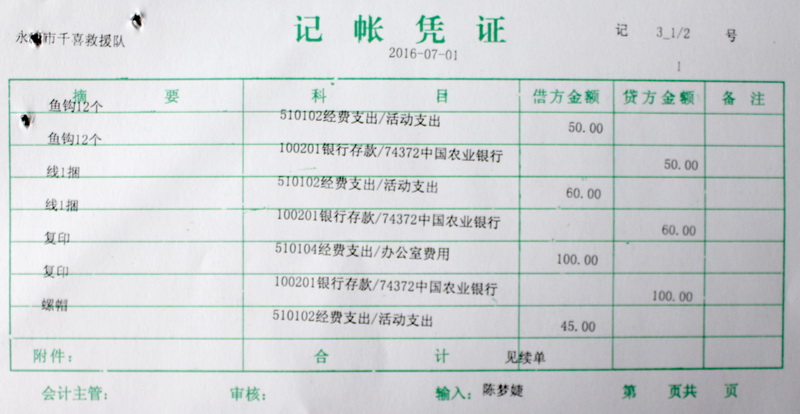 记帐凭证
永 市千喜救援队
记 3_1/2 号
2016-07-01
1
摘要 科目 借方金额 贷方金额 备注
鱼钩12个 510102经费支出/活动支出 50.00
鱼钩12个 100201银行存款/74372中国农业银行 50.00
线1捆 510102经费支出/活动支出 60.00
线1捆 100201银行存款/74372中国农业银行 60.00
复印 510104经费支出/办公室费用 100.00
复印 100201银行存款/74372中国农业银行 100.00
螺帽 510102经费支出/活动支出 45.00
附件: 合计 见续单
会计主管: 审核: 输入: 陈梦婕 第 页共 页